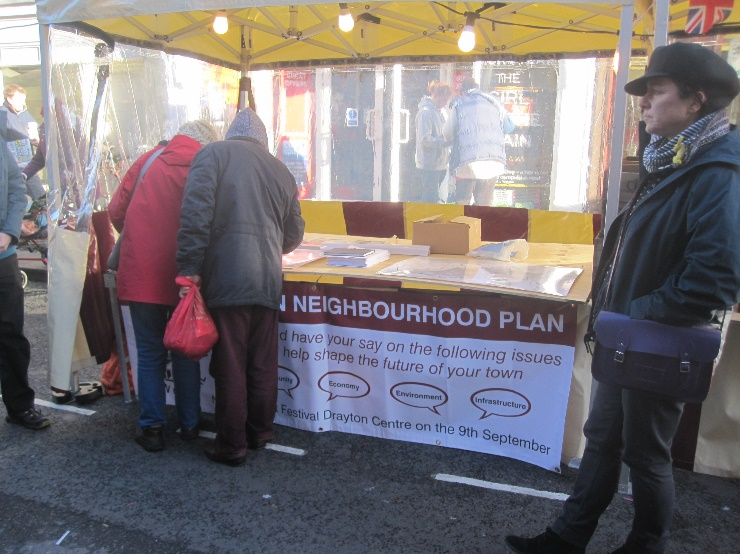 THE
N NEIGHBOURHOOD PLAN
d have your say on the following issues
help shape the future of your town
unity
Economy
Environment
Infrastructure
Festival Drayton Centre on the 9th September